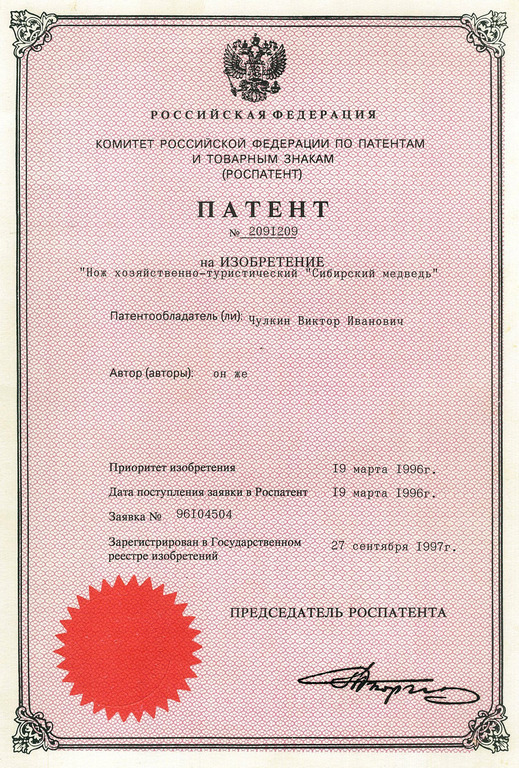 РОССИЙСКАЯ ФЕДЕРАЦИЯ
КОМИТЕТ РОССИЙСКОЙ ФЕДЕРАЦИИ ПО ПАТЕНТАМ
И ТОВАРНЫМ ЗНАКАМ
(РОСПАТЕНТ)
ПАТЕНТ
№ 2091209
на ИЗОБРЕТЕНИЕ
"Нож хозяйственно-туристический "Сибирский медведь"
Патентообладатель (ли): Чулкин Виктор Иванович
Автор (авторы): он же
Приоритет изобретения 19 марта 1996г.
Дата поступления заявки в Роспатент 19 марта 1996г.
Заявка № 96104504
Зарегистрирован в Государственном
реестре изобретений 27 сентября 1997г.
ПРЕДСЕДАТЕЛЬ РОСПАТЕНТА